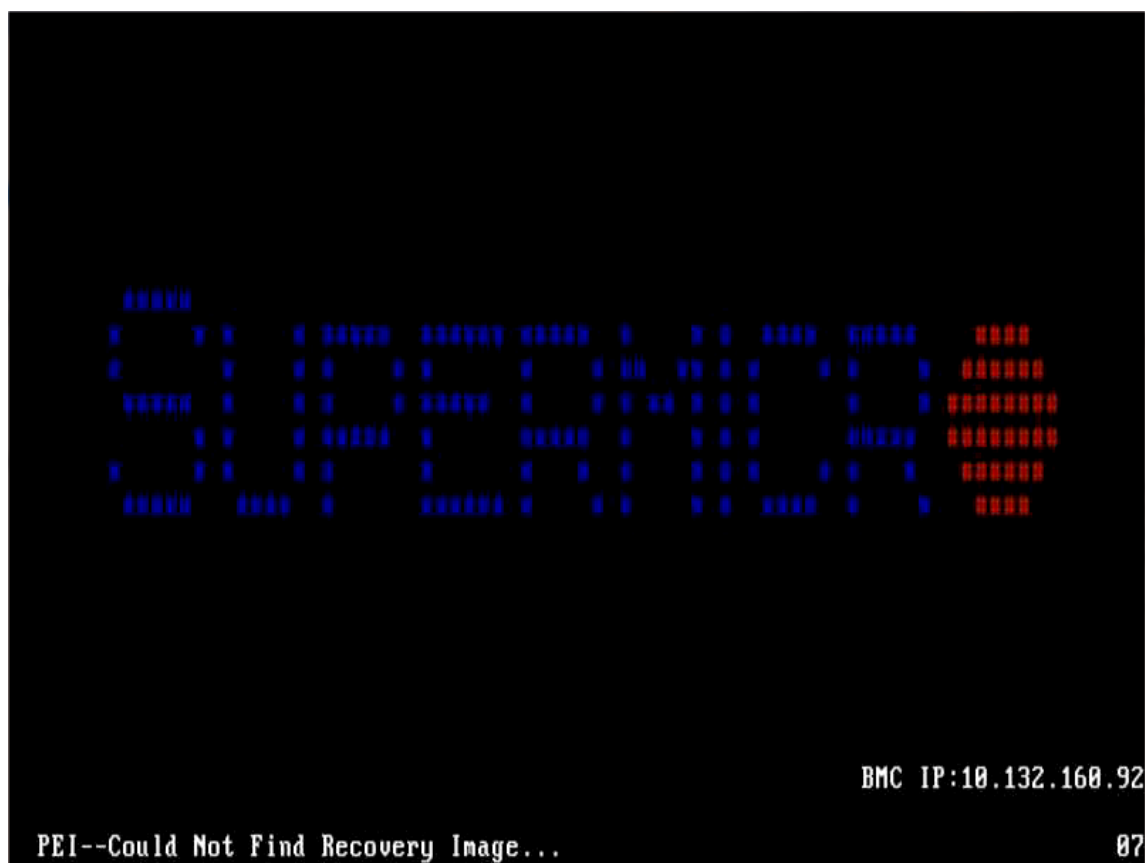 SUPERMICRO
BMC IP:10.132.160.92
PEI--Could Not Find Recovery Image... 07